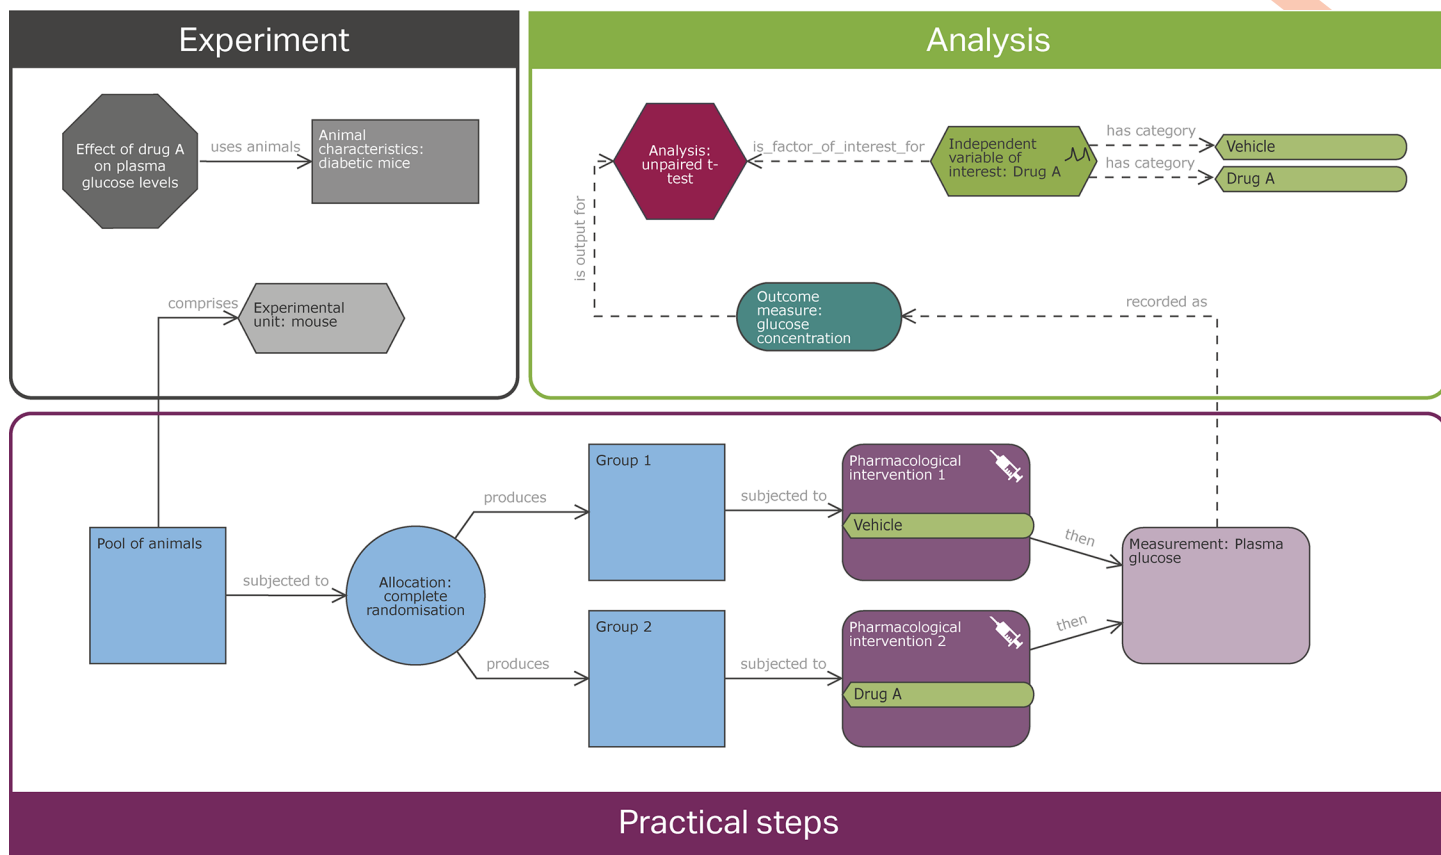 Experiment
Effect of drug A
on plasma
glucose levels
uses animals
Animal
characteristics:
diabetic mice
comprises
Experimental
unit: mouse
Analysis
Analysis:
unpaired t-
test
is_factor_of_interest_for
Independent
variable of
interest: Drug A
has category
Vehicle
has category
Drug A
is output for
Outcome
measure:
glucose
concentration
recorded as
Pool of animals
subjected to
Allocation:
complete
randomisation
produces
Group 1
subjected to
Pharmacological
intervention 1
Vehicle
then
produces
Group 2
subjected to
Pharmacological
intervention 2
Drug A
then
Measurement: Plasma
glucose
Practical steps